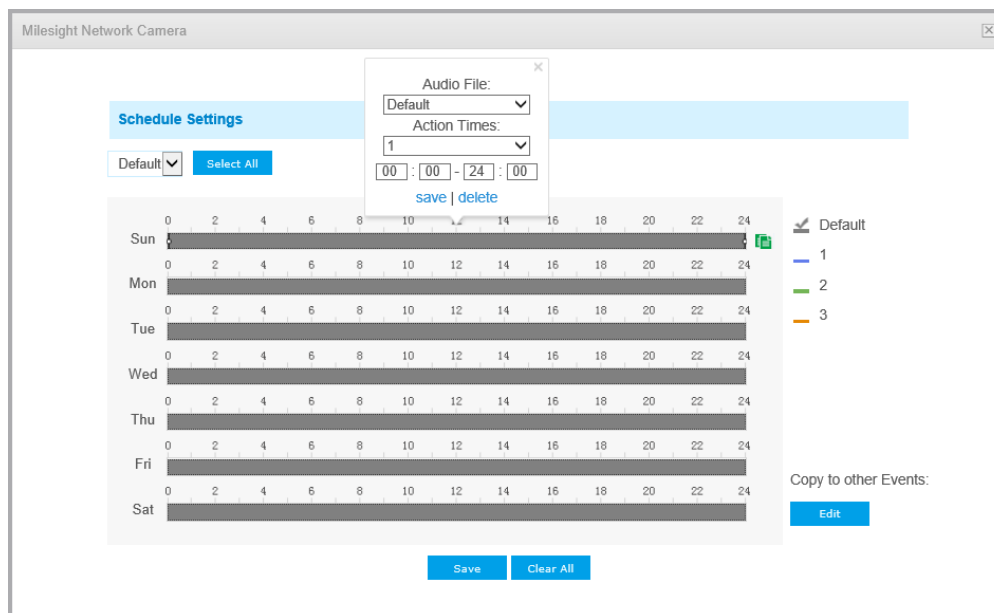 Milesight Network Camera
Audio File:
Default
Action Times:
1
00 : 00 - 24 : 00
save | delete
Schedule Settings
Default
Select All
0 2 4 6 8 10 12 14 16 18 20 22 24
Sun
0 2 4 6 8 10 12 14 16 18 20 22 24
Mon
0 2 4 6 8 10 12 14 16 18 20 22 24
Tue
0 2 4 6 8 10 12 14 16 18 20 22 24
Wed
0 2 4 6 8 10 12 14 16 18 20 22 24
Thu
0 2 4 6 8 10 12 14 16 18 20 22 24
Fri
0 2 4 6 8 10 12 14 16 18 20 22 24
Sat
Default
1
2
3
Copy to other Events:
Edit
Save
Clear All